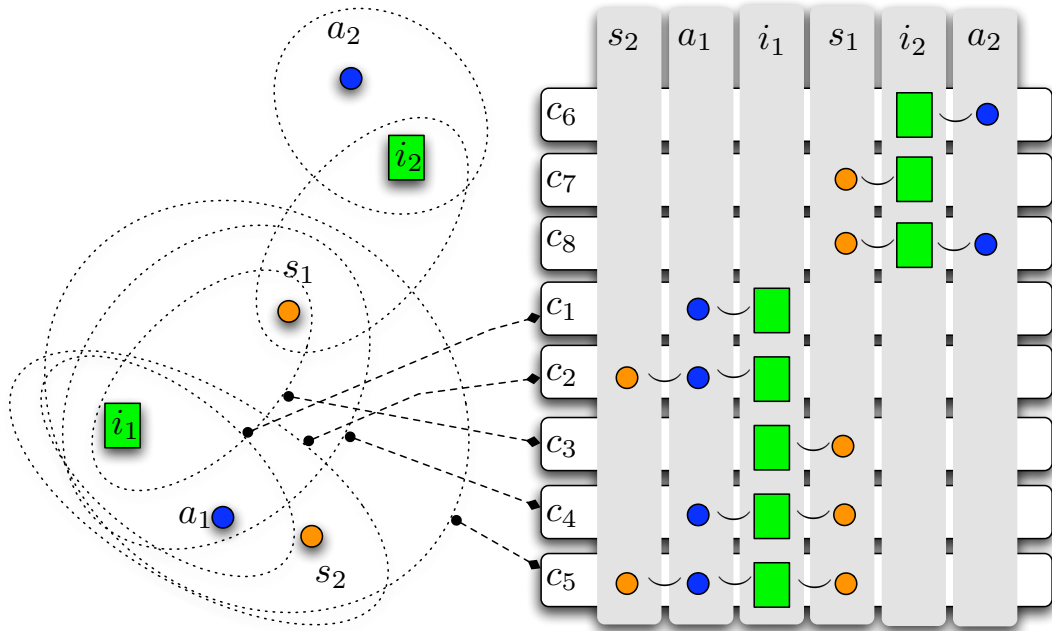 a₂
i₂
s₁
i₁
a₁
s₂
s₂ a₁ i₁ s₁ i₂ a₂
c₆
c₇
c₈
c₁
c₂
c₃
c₄
c₅